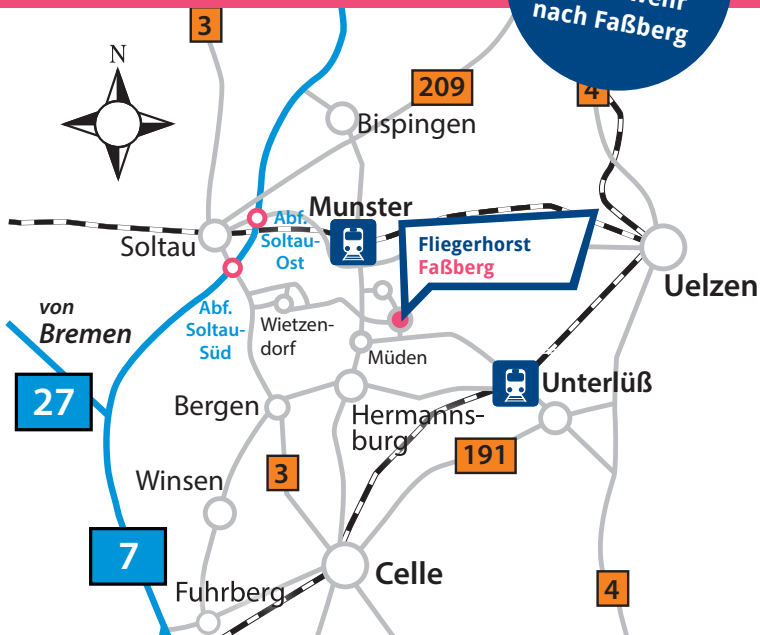 nach Faßberg
3
N
209
4
Bispingen
Munster
Abf.
Soltau-
Ost
Soltau
Fliegerhorst
Faßberg
Uelzen
von
Bremen
Abf.
Soltau-
Süd
Wietzen-
dorf
Müden
27
Unterlüß
Bergen
Hermanns-
burg
191
3
Winsen
7
Celle
4
Fuhrberg